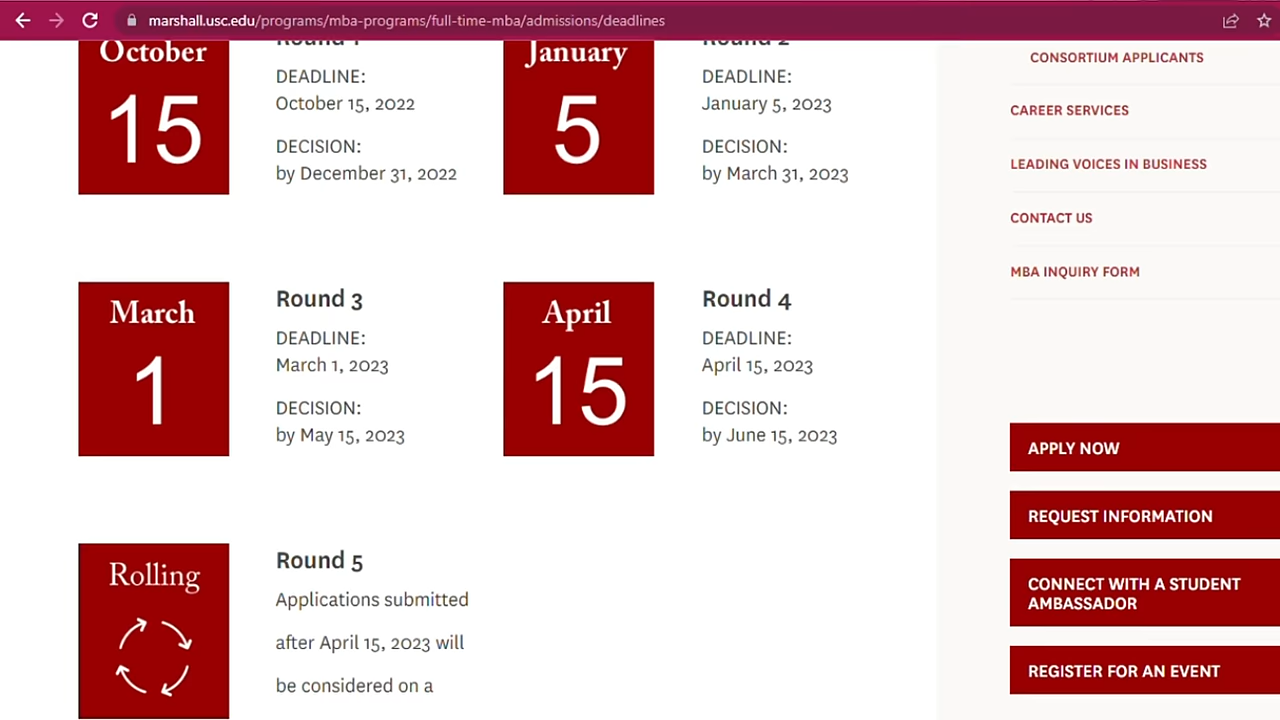 marshall.usc.edu/programs/mba-programs/full-time-mba/admissions/deadlines
October
15
Round 1
DEADLINE:
October 15, 2022
DECISION:
by December 31, 2022
January
5
Round 2
DEADLINE:
January 5, 2023
DECISION:
by March 31, 2023
March
1
Round 3
DEADLINE:
March 1, 2023
DECISION:
by May 15, 2023
April
15
Round 4
DEADLINE:
April 15, 2023
DECISION:
by June 15, 2023
Rolling
Round 5
Applications submitted
after April 15, 2023 will
be considered on a
CONSORTIUM APPLICANTS
CAREER SERVICES
LEADING VOICES IN BUSINESS
CONTACT US
MBA INQUIRY FORM
APPLY NOW
REQUEST INFORMATION
CONNECT WITH A STUDENT
AMBASSADOR
REGISTER FOR AN EVENT